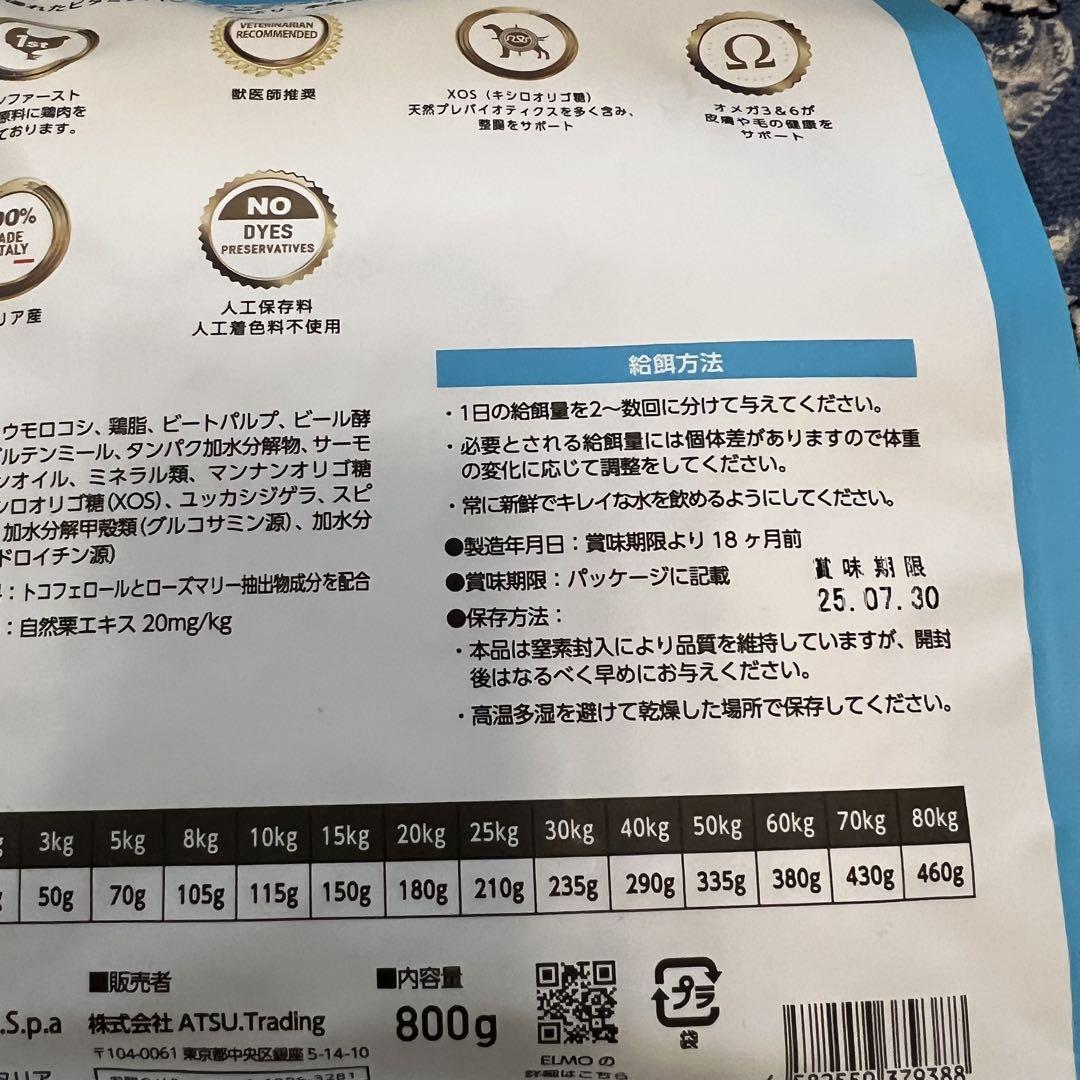 1st
VETERINARIAN
RECOMMENDED
Ω
ファースト
原料に鶏肉を
ております。
獣医師推奨
XOS（キシロオリゴ糖）
天然プレバイオティクスを多く含み、
整腸をサポート
オメガ3＆6が
皮膚や毛の健康を
サポート
NO
DYES
PRESERVATIVES
リア産
人工保存料
人工着色料不使用
給餌方法
・1日の給餌量を2〜数回に分けて与えてください。
・必要とされる給餌量には個体差がありますので体重
の変化に応じて調整をしてください。
・常に新鮮でキレイな水を飲めるようにしてください。
●製造年月日：賞味期限より 18 ヶ月前
●賞味期限：パッケージに記載
賞味期限
25.07.30
●保存方法：
・本品は窒素封入により品質を維持していますが、開封
後はなるべく早めにお与えください。
・高温多湿を避けて乾燥した場所で保存してください。
ウモロコシ、鶏脂、ビートパルプ、ビール酵
ルテンミール、タンパク加水分解物、サーモ
ンオイル、ミネラル類、マンナンオリゴ糖
シロオリゴ糖（XOS）、ユッカシジゲラ、スピ
加水分解甲殻類（グルコサミン源）、加水分
ドロイチン源）
：トコフェロールとローズマリー抽出物成分を配合
：自然栗エキス 20mg/kg
3kg 5kg 8kg 10kg 15kg 20kg 25kg 30kg 40kg 50kg 60kg 70kg 80kg
50g 70g 105g 115g 150g 180g 210g 235g 290g 335g 380g 430g 460g
■販売者
.S.p.a 株式会社 ATSU.Trading
〒104-0061 東京都中央区銀座 5-14-10
■内容量
800g
ELMO の
詳細はこちら
プラ
袋
582550 379388